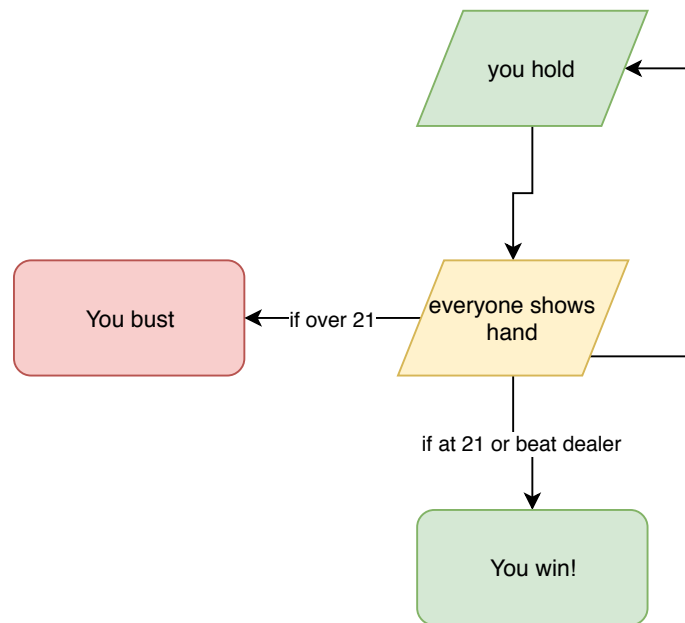 you hold
You bust
if over 21
everyone shows
hand
if at 21 or beat dealer
You win!